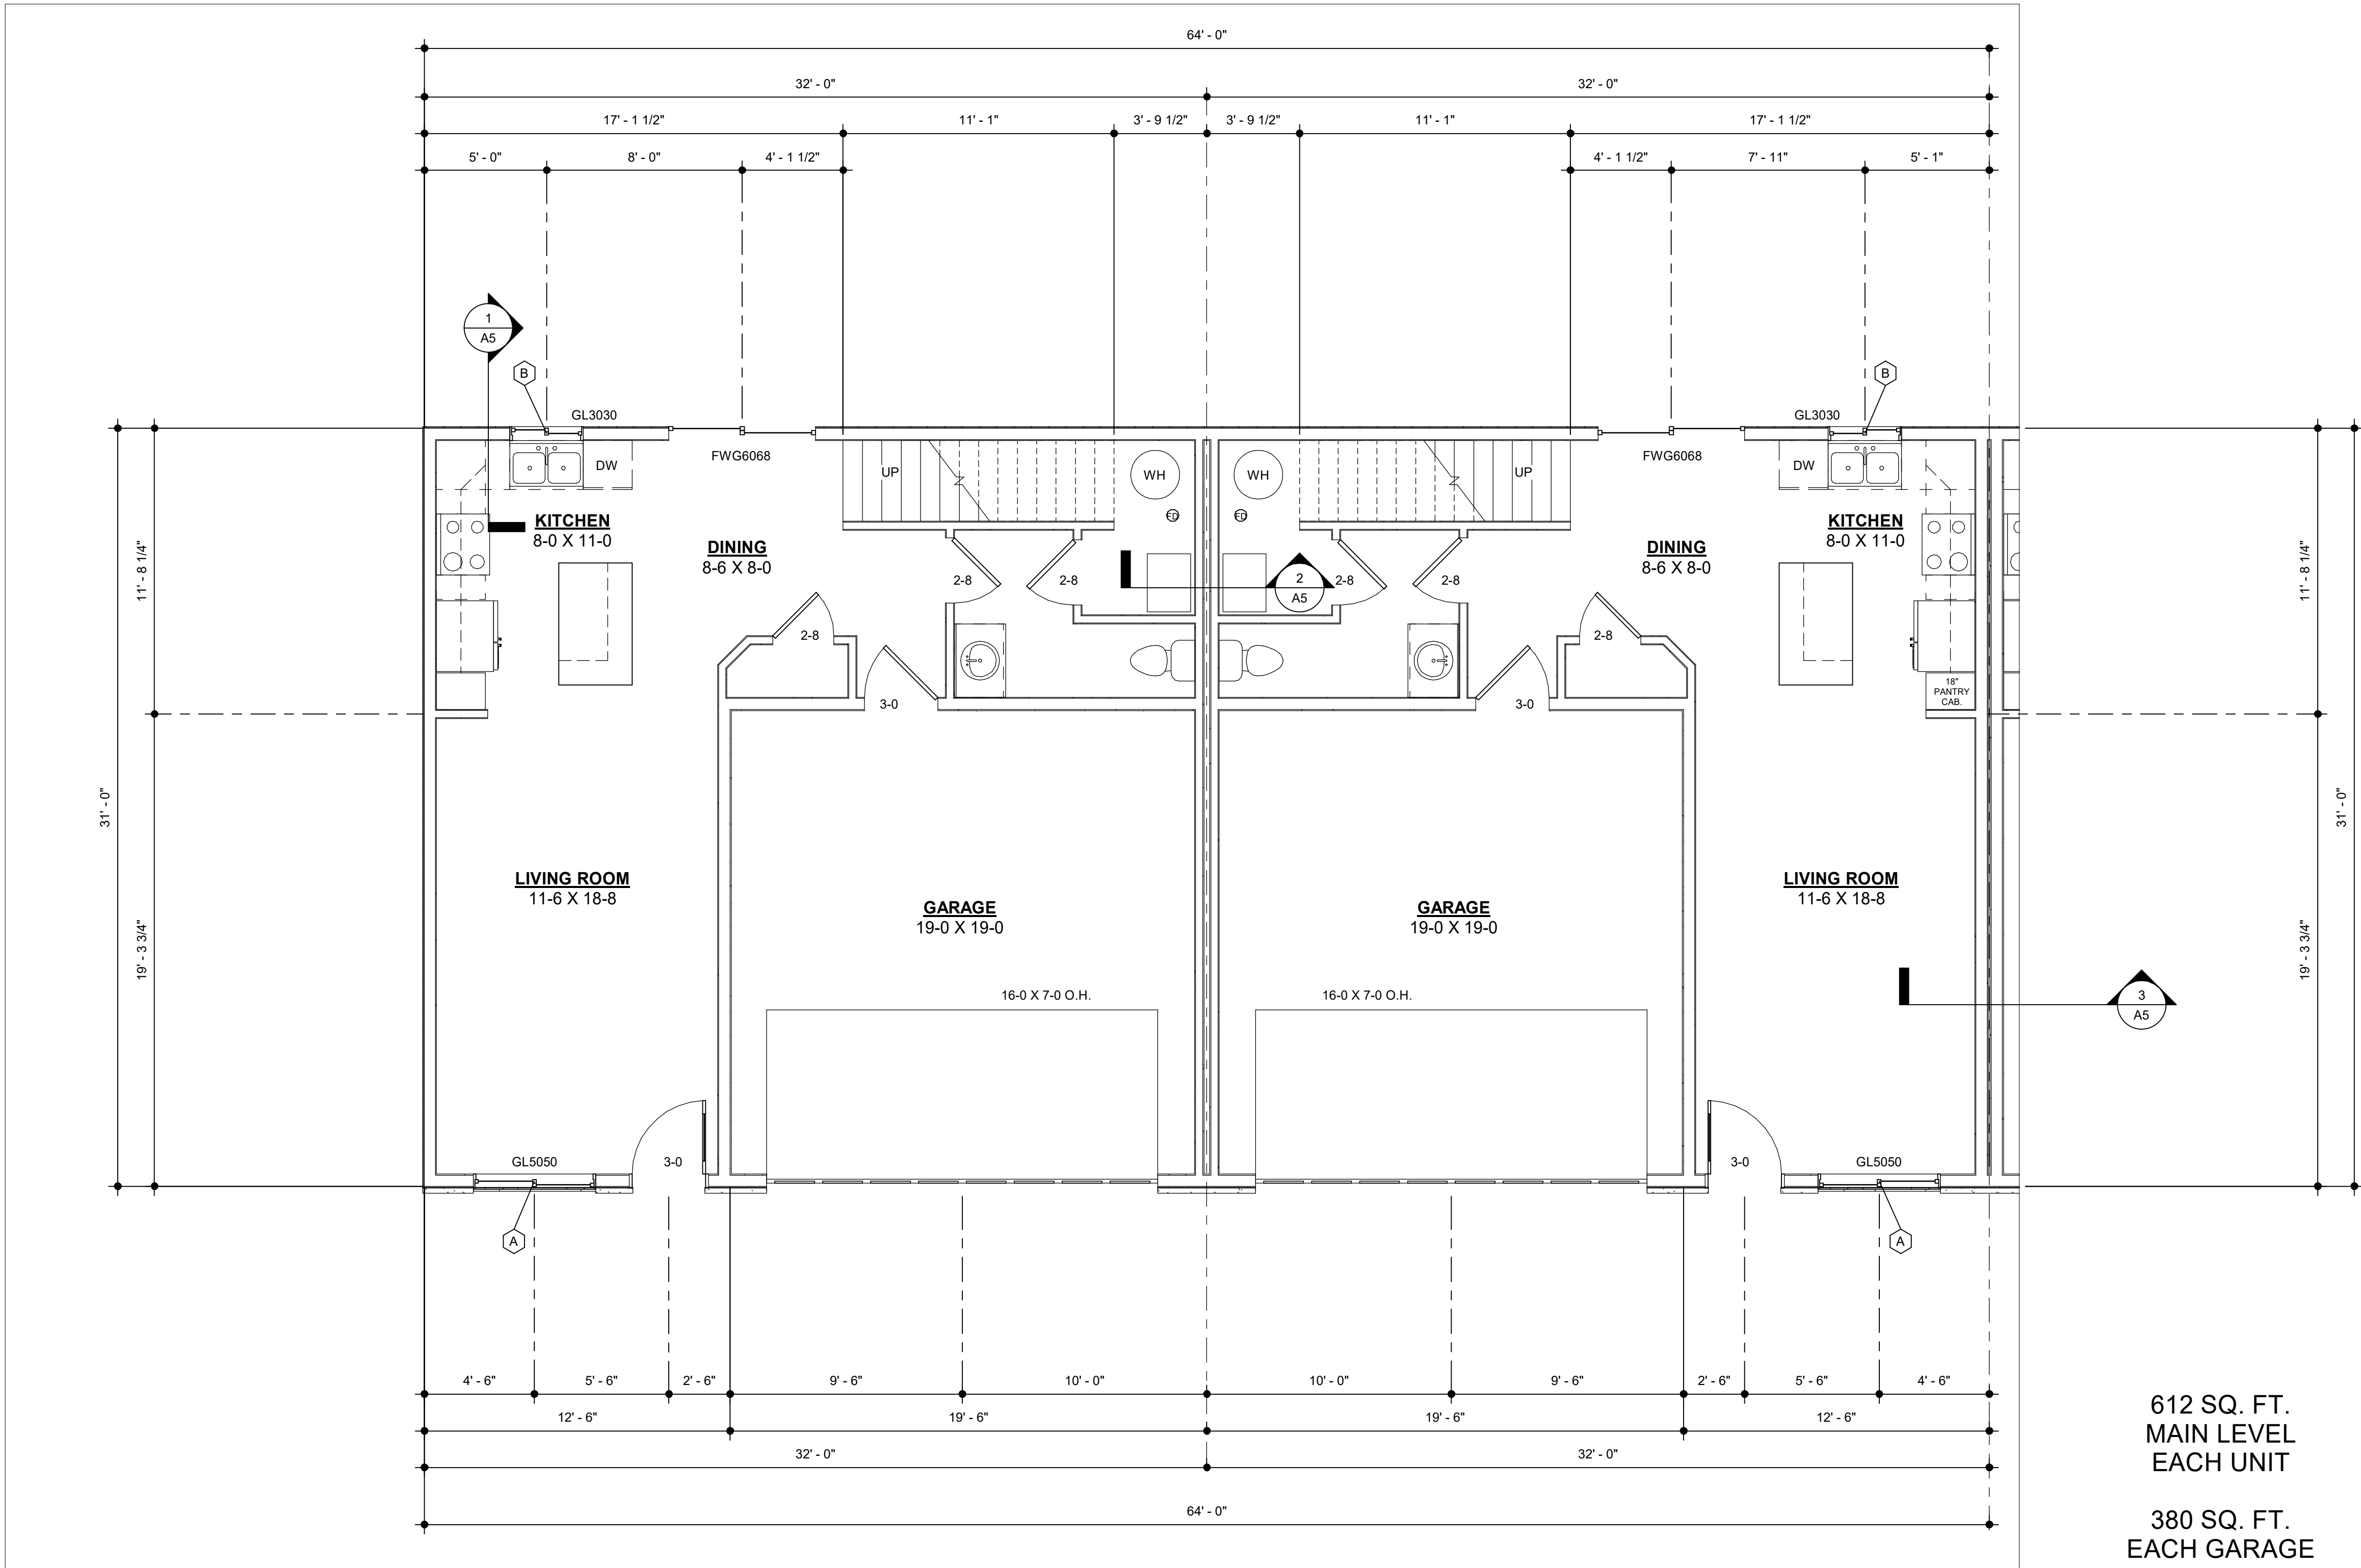 64' - 0"
32' - 0"
32' - 0"
17' - 1 1/2"
11' - 1"
3' - 9 1/2"
3' - 9 1/2"
11' - 1"
17' - 1 1/2"
5' - 0"
8' - 0"
4' - 1 1/2"
4' - 1 1/2"
7' - 11"
5' - 1"
1
A5
B
B
GL3030
GL3030
DW
FWG6068
UP
WH
WH
UP
FWG6068
DW
FD
FD
KITCHEN
8-0 X 11-0
DINING
8-6 X 8-0
2-8
2-8
2
A5
2-8
2-8
DINING
8-6 X 8-0
KITCHEN
8-0 X 11-0
11' - 8 1/4"
11' - 8 1/4"
2-8
2-8
3-0
3-0
18"
PANTRY
CAB.
31' - 0"
31' - 0"
LIVING ROOM
11-6 X 18-8
GARAGE
19-0 X 19-0
GARAGE
19-0 X 19-0
LIVING ROOM
11-6 X 18-8
19' - 3 3/4"
19' - 3 3/4"
16-0 X 7-0 O.H.
16-0 X 7-0 O.H.
3
A5
GL5050
3-0
3-0
GL5050
A
A
4' - 6"
5' - 6"
2' - 6"
9' - 6"
10' - 0"
10' - 0"
9' - 6"
2' - 6"
5' - 6"
4' - 6"
12' - 6"
19' - 6"
19' - 6"
12' - 6"
32' - 0"
32' - 0"
64' - 0"
612 SQ. FT.
MAIN LEVEL
EACH UNIT
380 SQ. FT.
EACH GARAGE